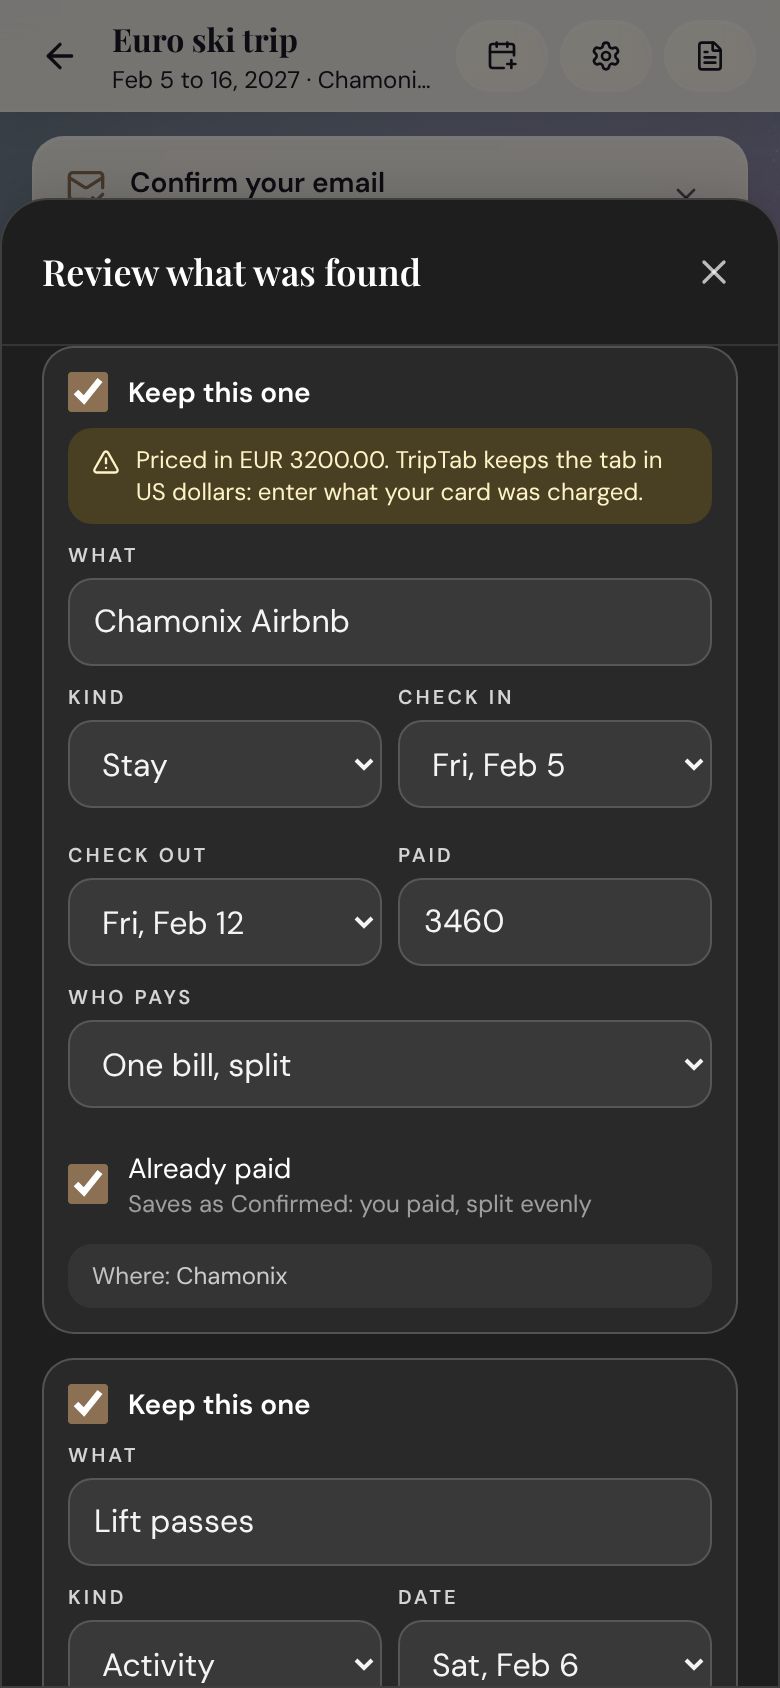 Euro ski trip
Feb 5 to 16, 2027 · Chamoni...
Confirm your email
Review what was found
Keep this one
Priced in EUR 3200.00. TripTab keeps the tab in
US dollars: enter what your card was charged.
WHAT
Chamonix Airbnb
KIND
CHECK IN
Stay
Fri, Feb 5
CHECK OUT
PAID
Fri, Feb 12
3460
WHO PAYS
One bill, split
Already paid
Saves as Confirmed: you paid, split evenly
Where: Chamonix
Keep this one
WHAT
Lift passes
KIND
DATE
Activity
Sat, Feb 6